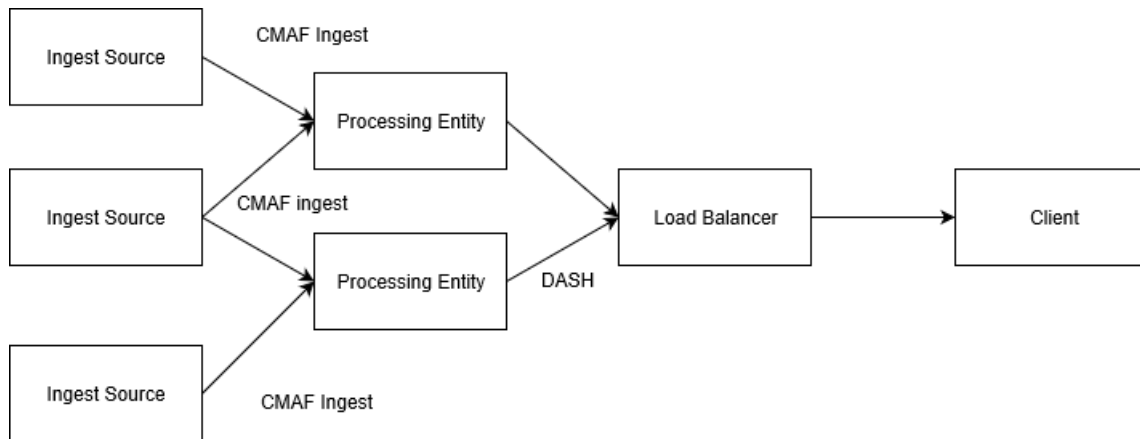 CMAF Ingest
Ingest Source
Processing Entity
CMAF ingest
Ingest Source
Load Balancer
Client
Processing Entity
DASH
Ingest Source
CMAF Ingest